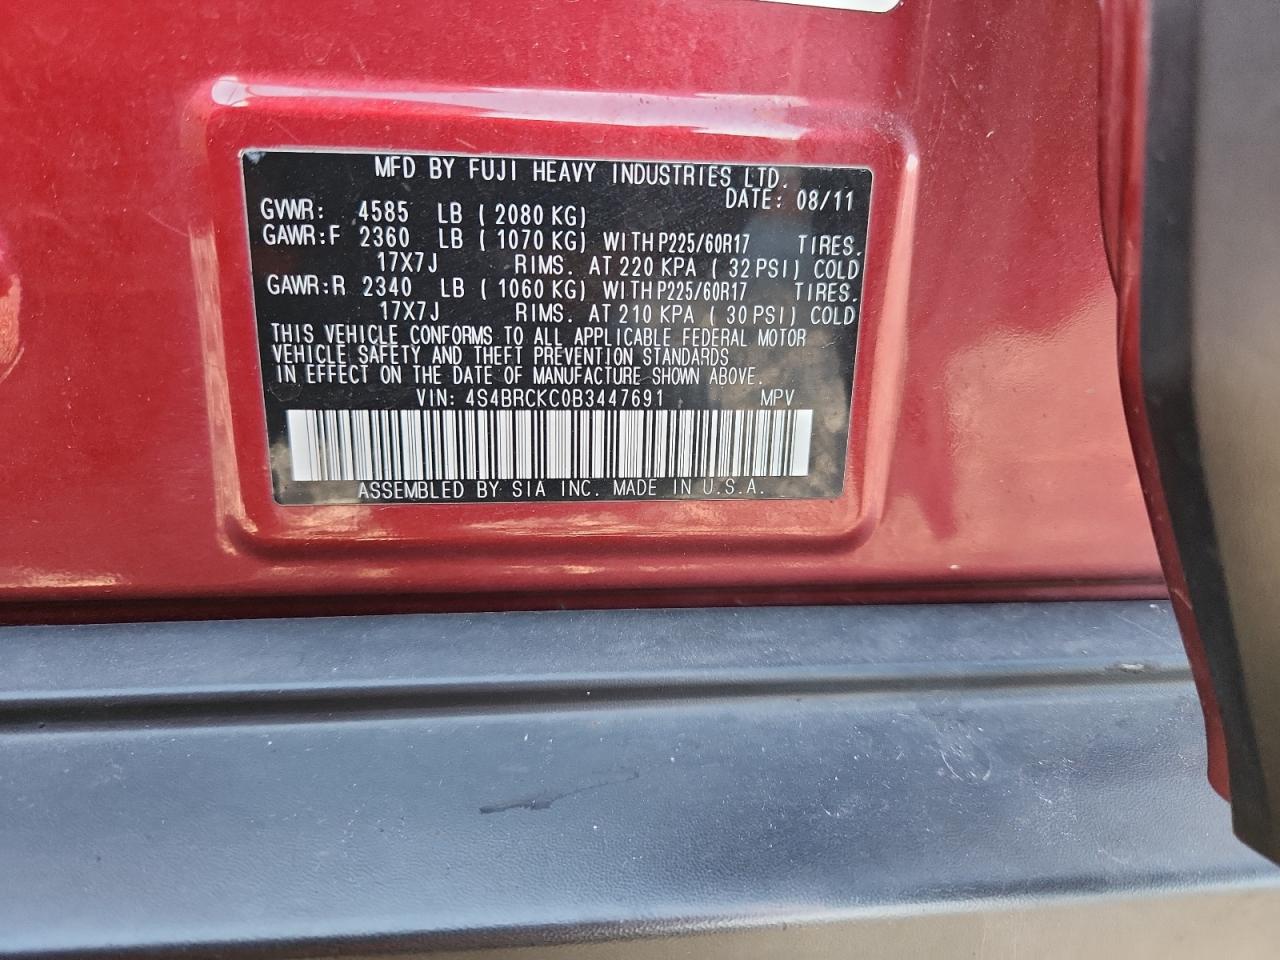 MFD BY FUJI HEAVY INDUSTRIES LTD.
DATE: 08/11
GVWR: 4585 LB ( 2080 KG)
GAWR:F 2360 LB ( 1070 KG) WITH P225/60R17 TIRES.
17X7J RIMS. AT 220 KPA ( 32 PSI) COLD
GAWR:R 2340 LB ( 1060 KG) WITH P225/60R17 TIRES.
17X7J RIMS. AT 210 KPA ( 30 PSI) COLD
THIS VEHICLE CONFORMS TO ALL APPLICABLE FEDERAL MOTOR
VEHICLE SAFETY AND THEFT PREVENTION STANDARDS
IN EFFECT ON THE DATE OF MANUFACTURE SHOWN ABOVE.
VIN: 4S4BRCKC0B3447691 MPV
ASSEMBLED BY SIA INC. MADE IN U.S.A.